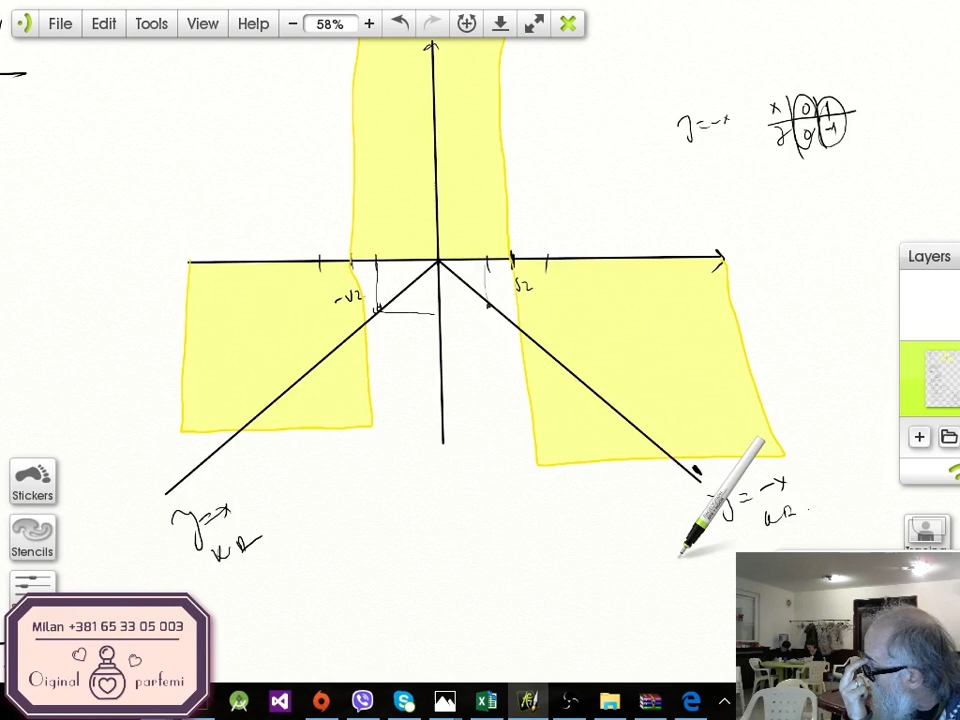 File Edit Tools View Help − 58% +
y=-x x 0 1
y 0 -1
-√2 √2
Layers
Stickers
y=x
Stencils
y=-x
Milan +381 65 33 05 003
Oiginal parfemi